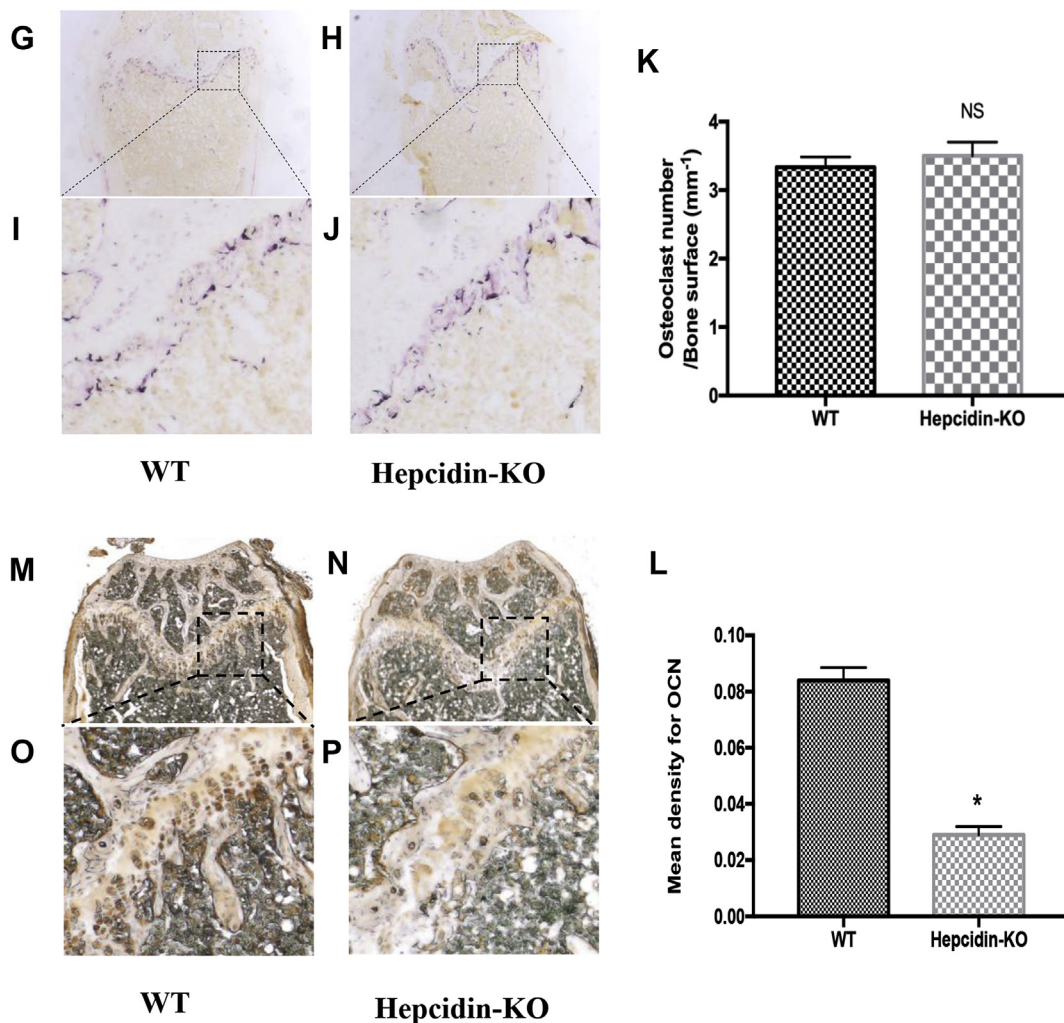 G
H
I
J
WT
Hepcidin-KO
K
Osteoclast number
/Bone surface (mm⁻¹)
4
3
2
1
0
NS
WT
Hepcidin-KO
M
N
O
P
WT
Hepcidin-KO
L
Mean density for OCN
0.10
0.08
0.06
0.04
0.02
0.00
*
WT
Hepcidin-KO